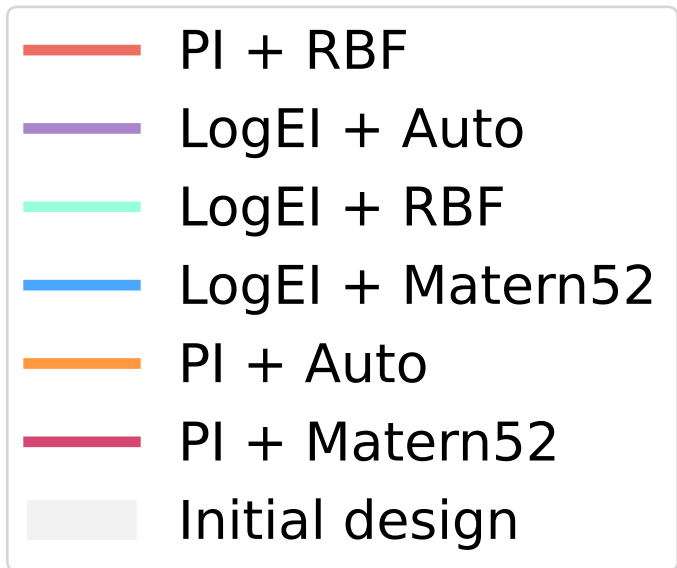 PI + RBF
LogEI + Auto
LogEI + RBF
LogEI + Matern52
PI + Auto
PI + Matern52
Initial design